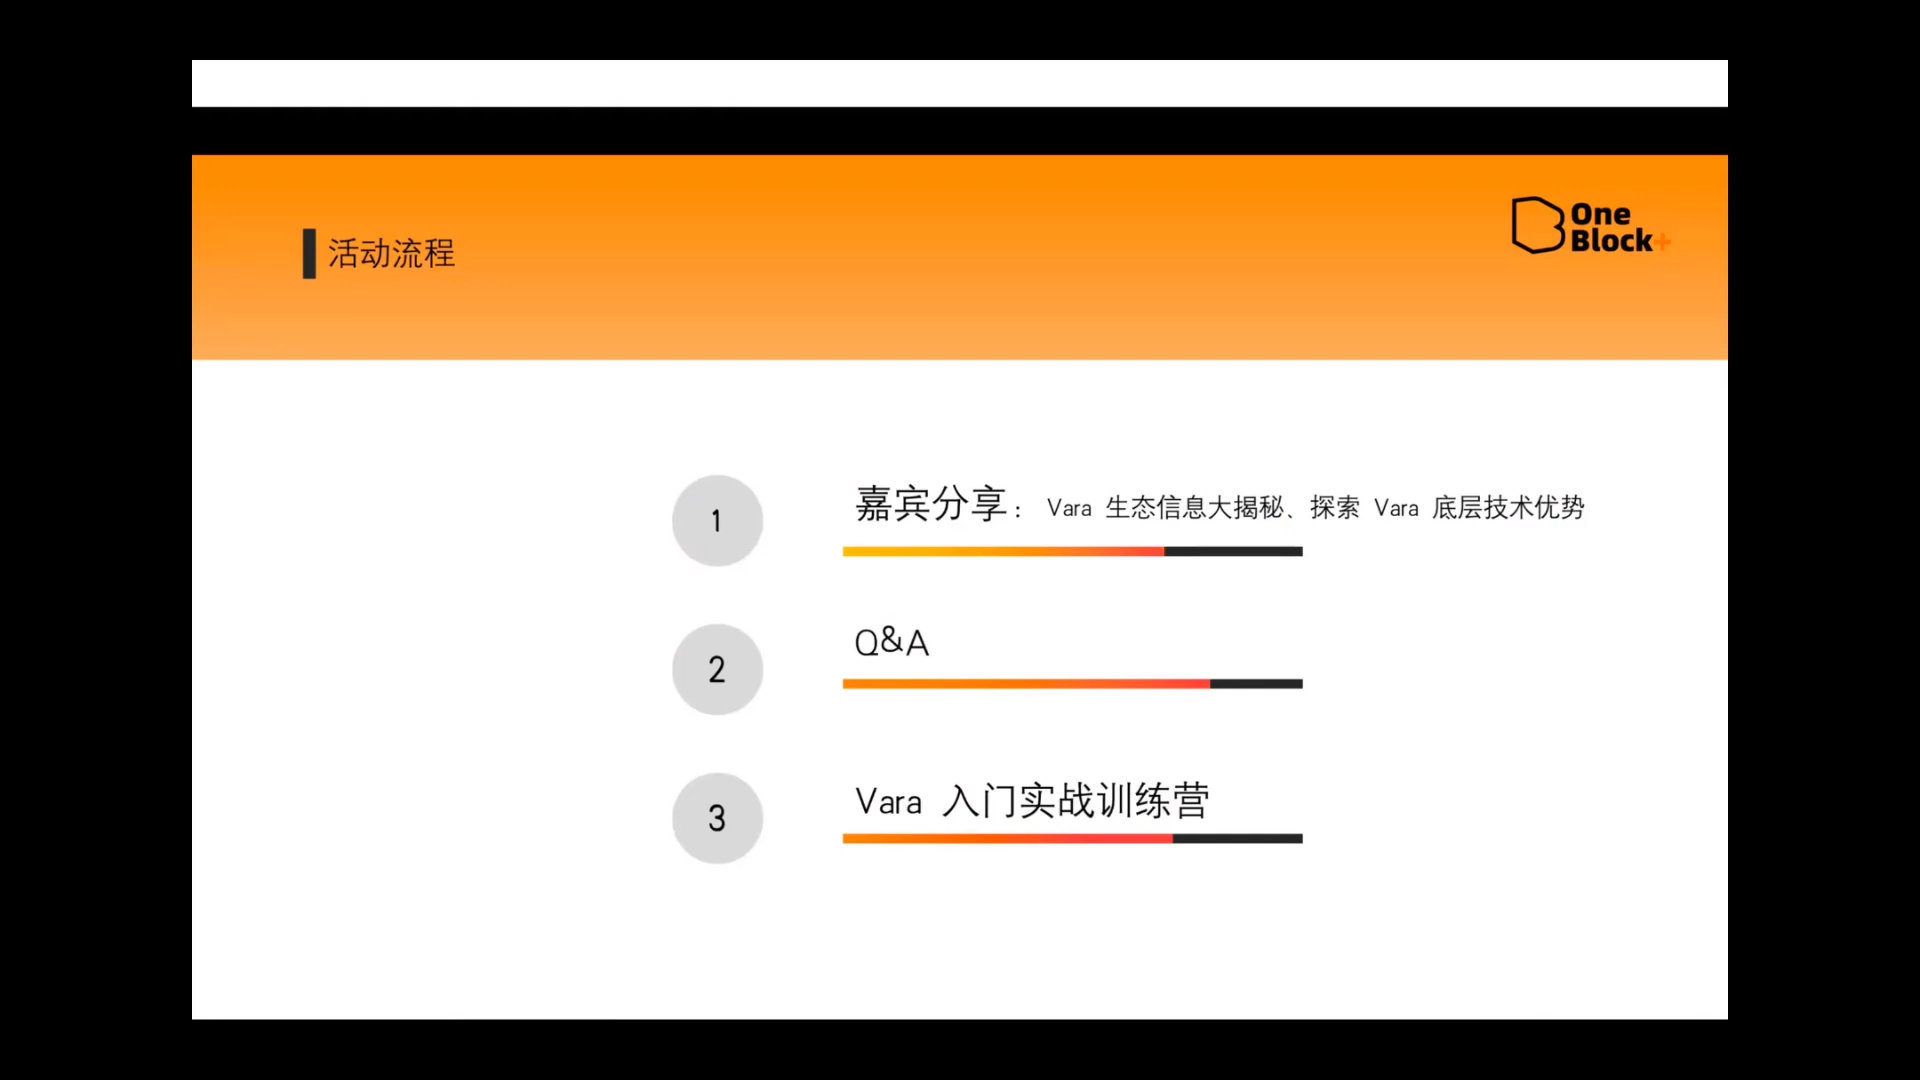 活动流程
One
Block+
1
嘉宾分享： Vara 生态信息大揭秘、探索 Vara 底层技术优势
2
Q&A
3
Vara 入门实战训练营